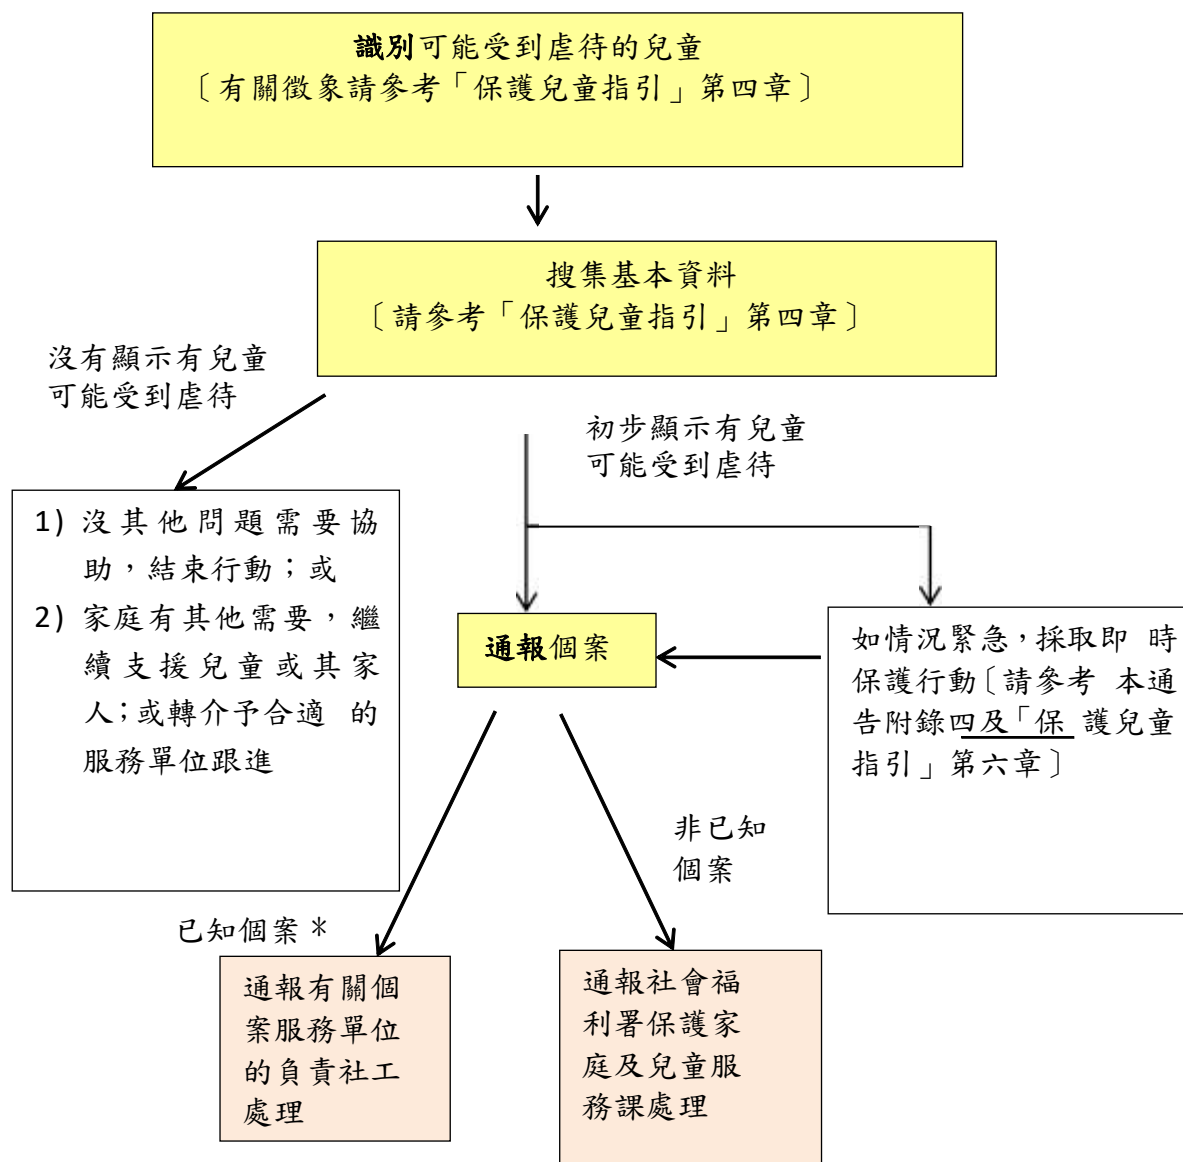 識別可能受到虐待的兒童
〔有關徵象請參考「保護兒童指引」第四章〕
搜集基本資料
〔請參考「保護兒童指引」第四章〕
沒有顯示有兒童
可能受到虐待
初步顯示有兒童
可能受到虐待
1) 沒其他問題需要協
助，結束行動；或
2) 家庭有其他需要，繼
續支援兒童或其家
人；或轉介予合適 的
服務單位跟進
通報個案
如情況緊急，採取即 時
保護行動〔請參考 本通
告附錄四及「保 護兒童
指引」第六章〕
非已知
個案
已知個案＊
通報有關個
案服務單位
的負責社工
處理
通報社會福
利署保護家
庭及兒童服
務課處理